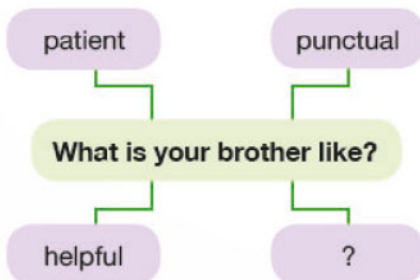 patient
punctual
What is your brother like?
helpful
?